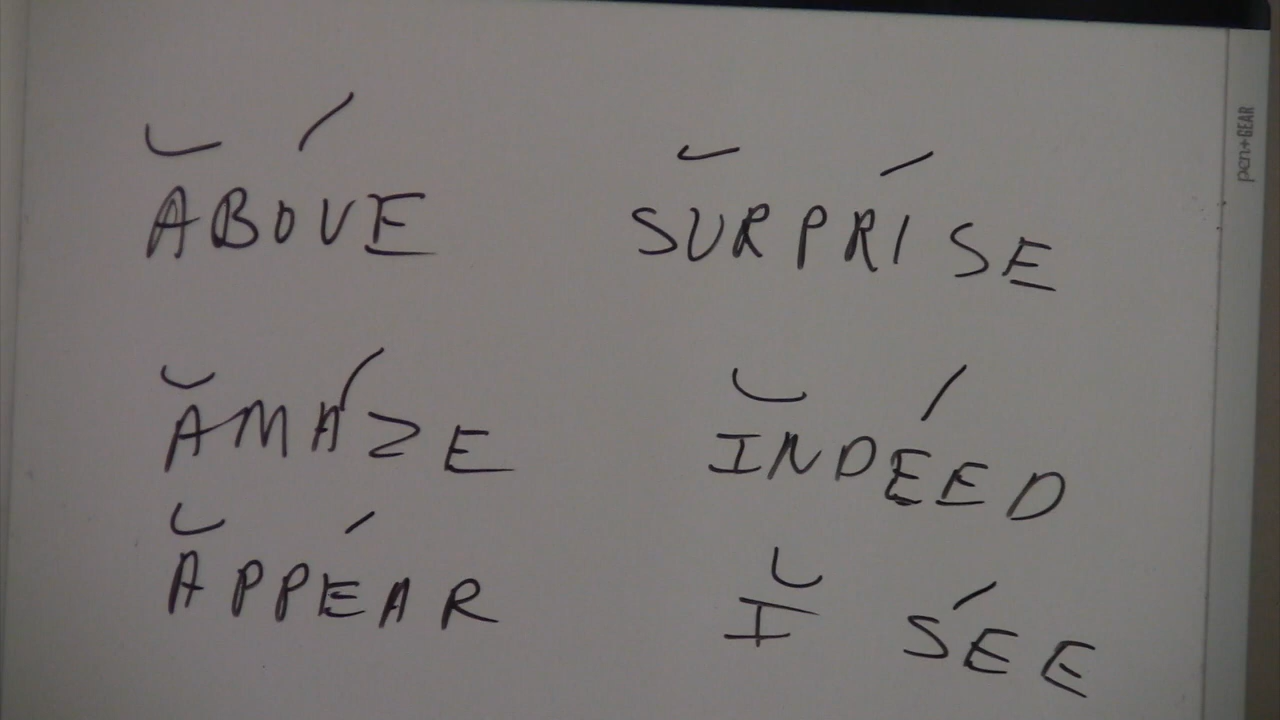 ABOVE
SURPRISE
AMAZE
INDEED
APPEAR
I SEE
pen+GEAR